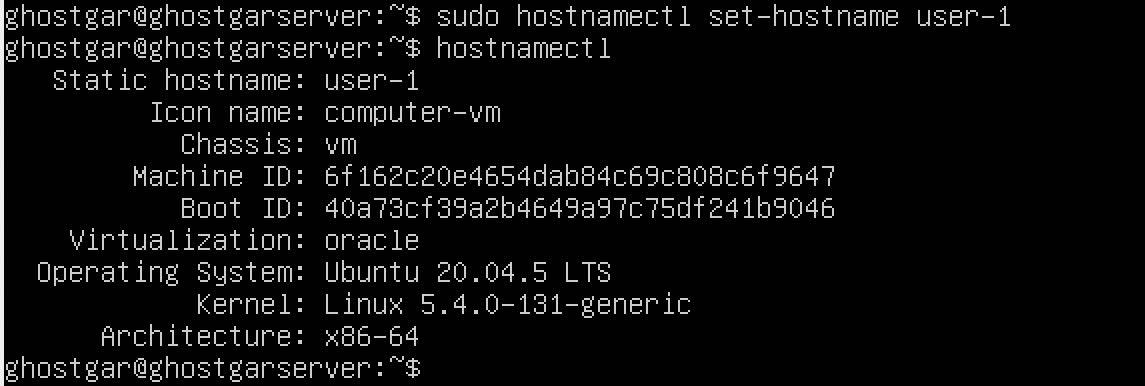 ghostgar@ghostgarserver:~$ sudo hostnamectl set-hostname user-1
ghostgar@ghostgarserver:~$ hostnamectl
Static hostname: user-1
Icon name: computer-vm
Chassis: vm
Machine ID: 6f162c20e4654dab84c69c808c6f9647
Boot ID: 40a73cf39a2b4649a97c75df241b9046
Virtualization: oracle
Operating System: Ubuntu 20.04.5 LTS
Kernel: Linux 5.4.0-131-generic
Architecture: x86-64
ghostgar@ghostgarserver:~$